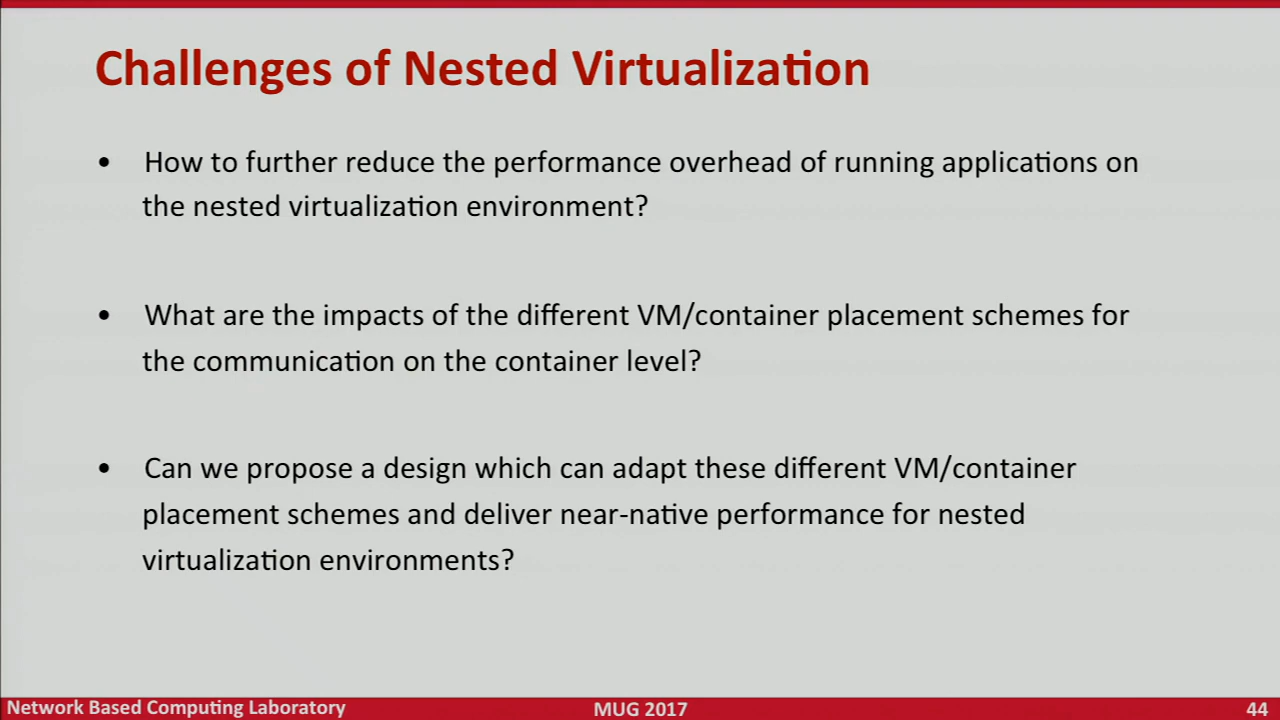 Challenges of Nested Virtualization
• How to further reduce the performance overhead of running applications on
the nested virtualization environment?
• What are the impacts of the different VM/container placement schemes for
the communication on the container level?
• Can we propose a design which can adapt these different VM/container
placement schemes and deliver near-native performance for nested
virtualization environments?
Network Based Computing Laboratory
MUG 2017
44